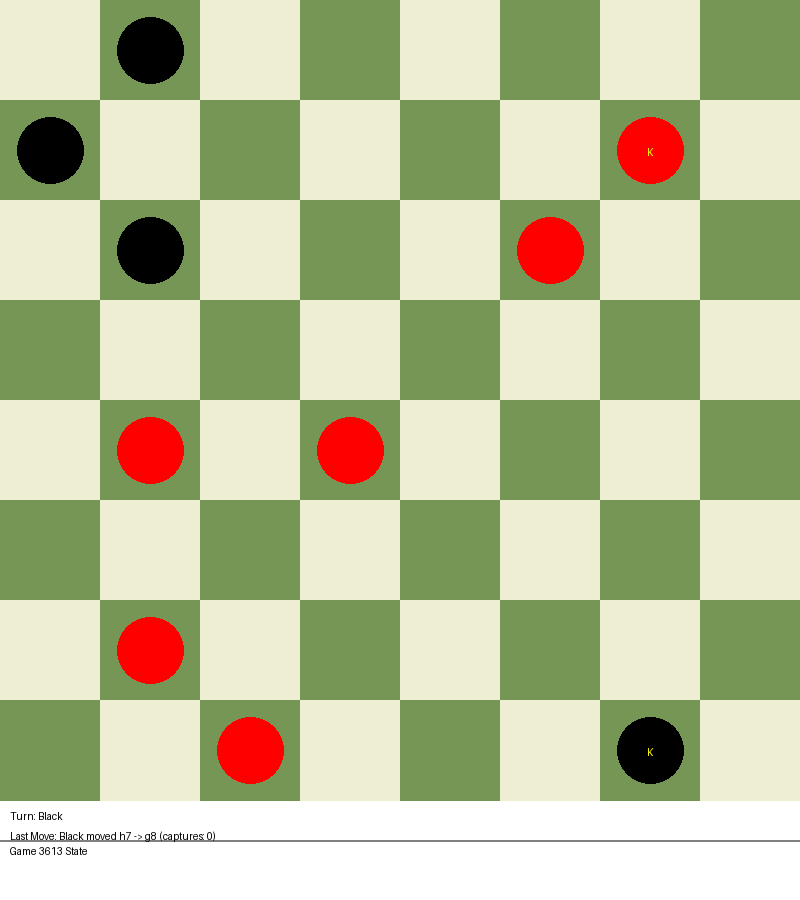 K
K
Turn: Black
Last Move: Black moved h7 -> g8 (captures: 0)
Game 3613 State